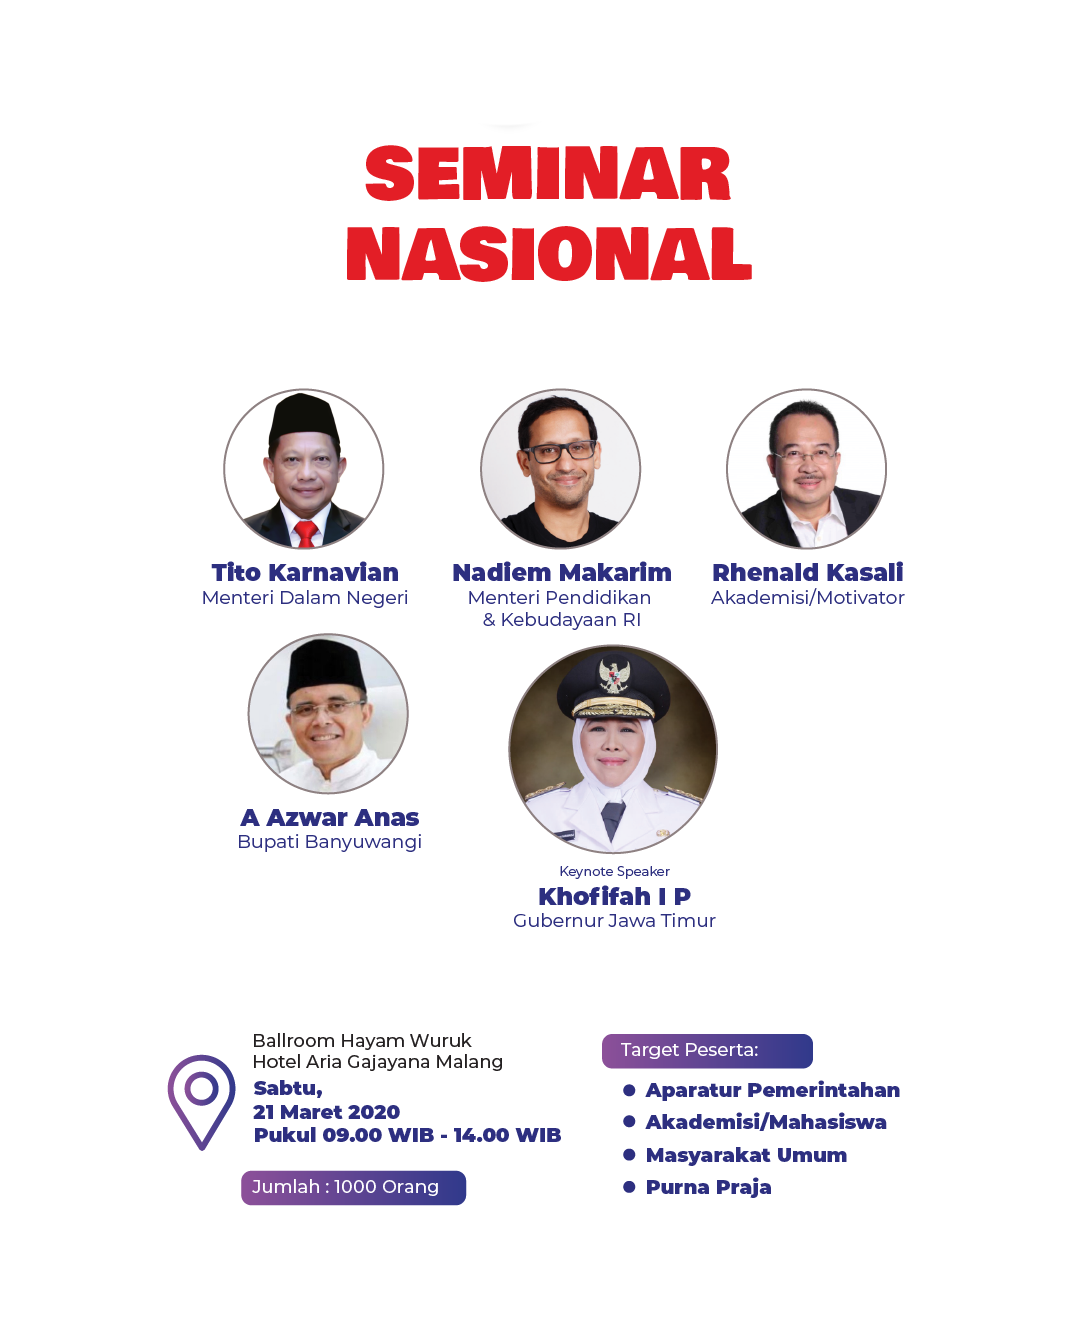 SEMINAR
NASIONAL
Tito Karnavian
Menteri Dalam Negeri
Nadiem Makarim
Menteri Pendidikan
& Kebudayaan RI
Rhenald Kasali
Akademisi/Motivator
A Azwar Anas
Bupati Banyuwangi
Keynote Speaker
Khofifah I P
Gubernur Jawa Timur
Ballroom Hayam Wuruk
Hotel Aria Gajayana Malang
Sabtu,
21 Maret 2020
Pukul 09.00 WIB - 14.00 WIB
Jumlah : 1000 Orang
Target Peserta:
● Aparatur Pemerintahan
● Akademisi/Mahasiswa
● Masyarakat Umum
● Purna Praja